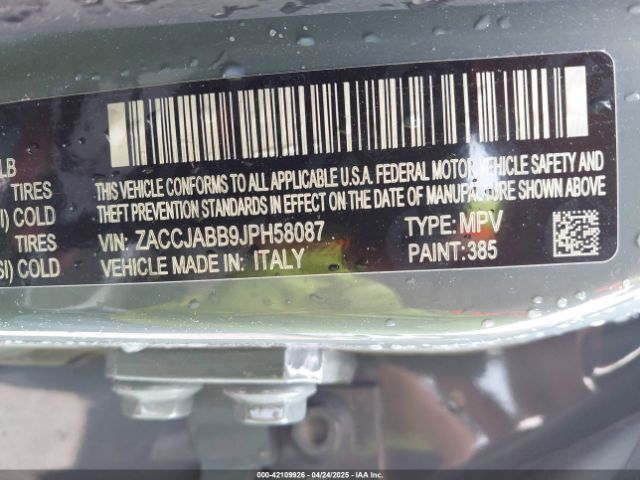 LB
TIRES
I) COLD
TIRES
SI) COLD
THIS VEHICLE CONFORMS TO ALL APPLICABLE U.S.A. FEDERAL MOTOR VEHICLE SAFETY AND
THEFT PREVENTION STANDARDS IN EFFECT ON THE DATE OF MANUFACTURE SHOWN ABOVE
VIN: ZACCJABB9JPH58087 TYPE: MPV
VEHICLE MADE IN: ITALY PAINT:385
000-42109926 - 04/24/2025 - IAAINC